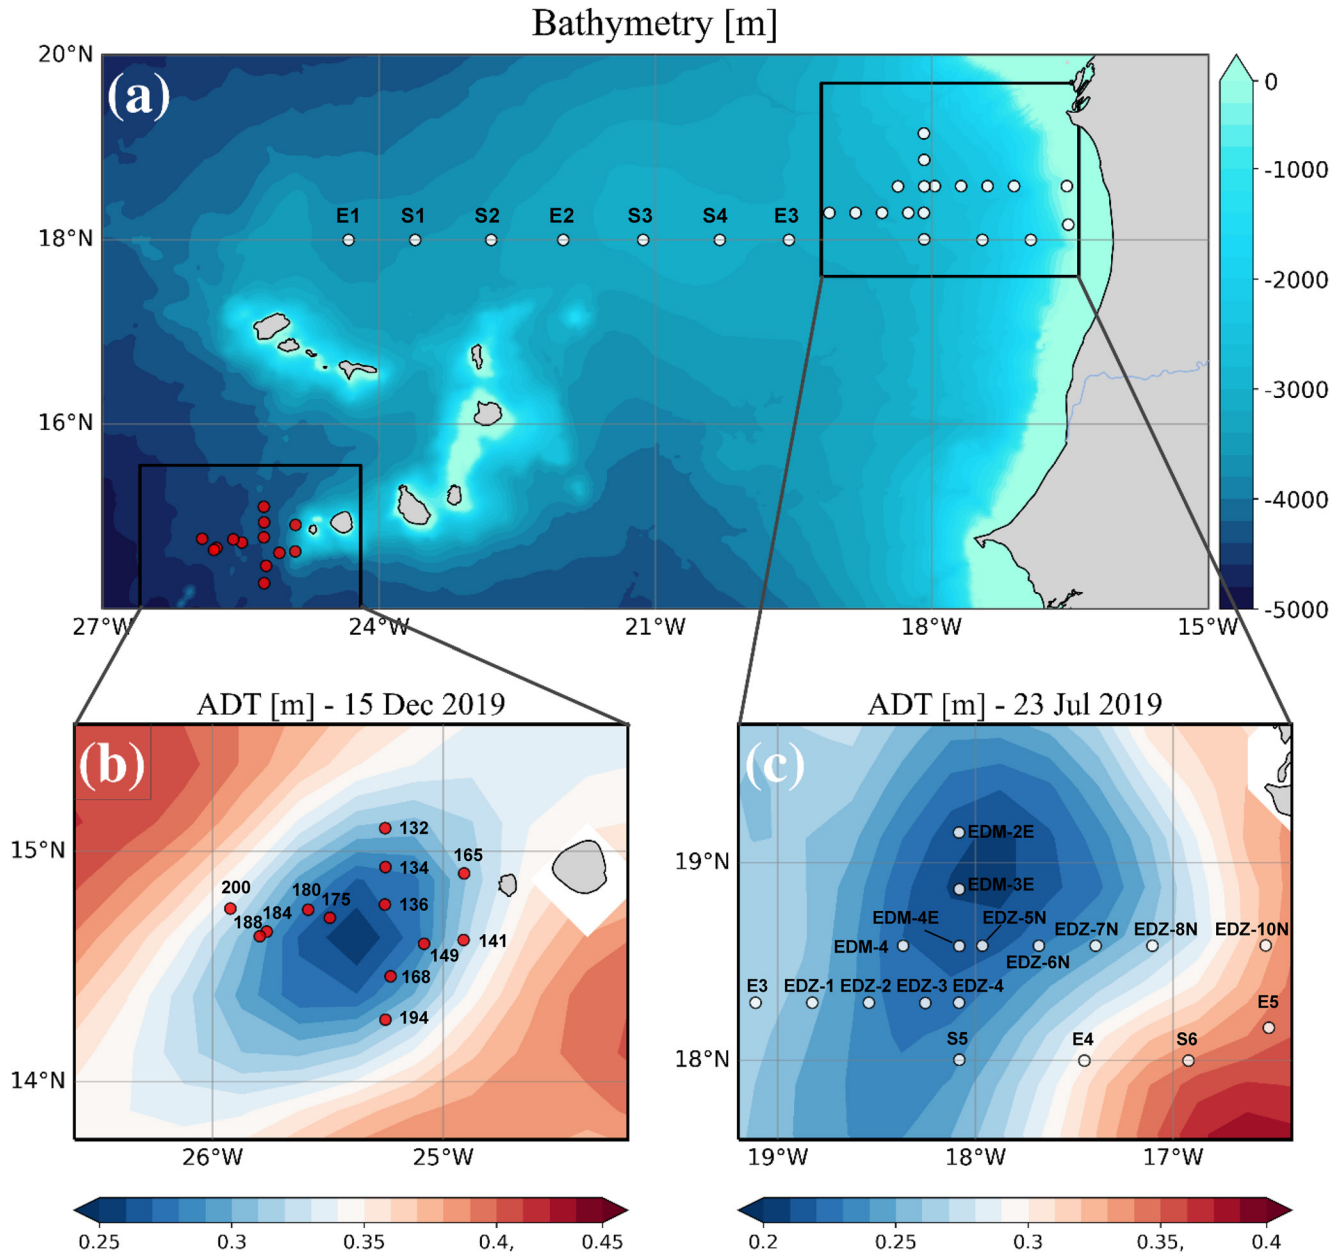 Bathymetry [m]
20°N
(a)
0
-1000
E1 S1 S2 E2 S3 S4 E3
18°N
-2000
-3000
16°N
-4000
-5000
27°W 24°W 21°W 18°W 15°W
ADT [m] - 15 Dec 2019
(b)
132
15°N
134
165
200
180
175
136
184
188
141
149
168
194
14°N
26°W 25°W
0.25 0.3 0.35 0.4, 0.45
ADT [m] - 23 Jul 2019
(c)
EDM-2E
19°N
EDM-3E
EDM-4E EDZ-5N EDZ-7N EDZ-8N EDZ-10N
EDM-4
EDZ-6N
E3 EDZ-1 EDZ-2 EDZ-3 EDZ-4
E5
S5 E4 S6
18°N
19°W 18°W 17°W
0.2 0.25 0.3 0.35, 0.4